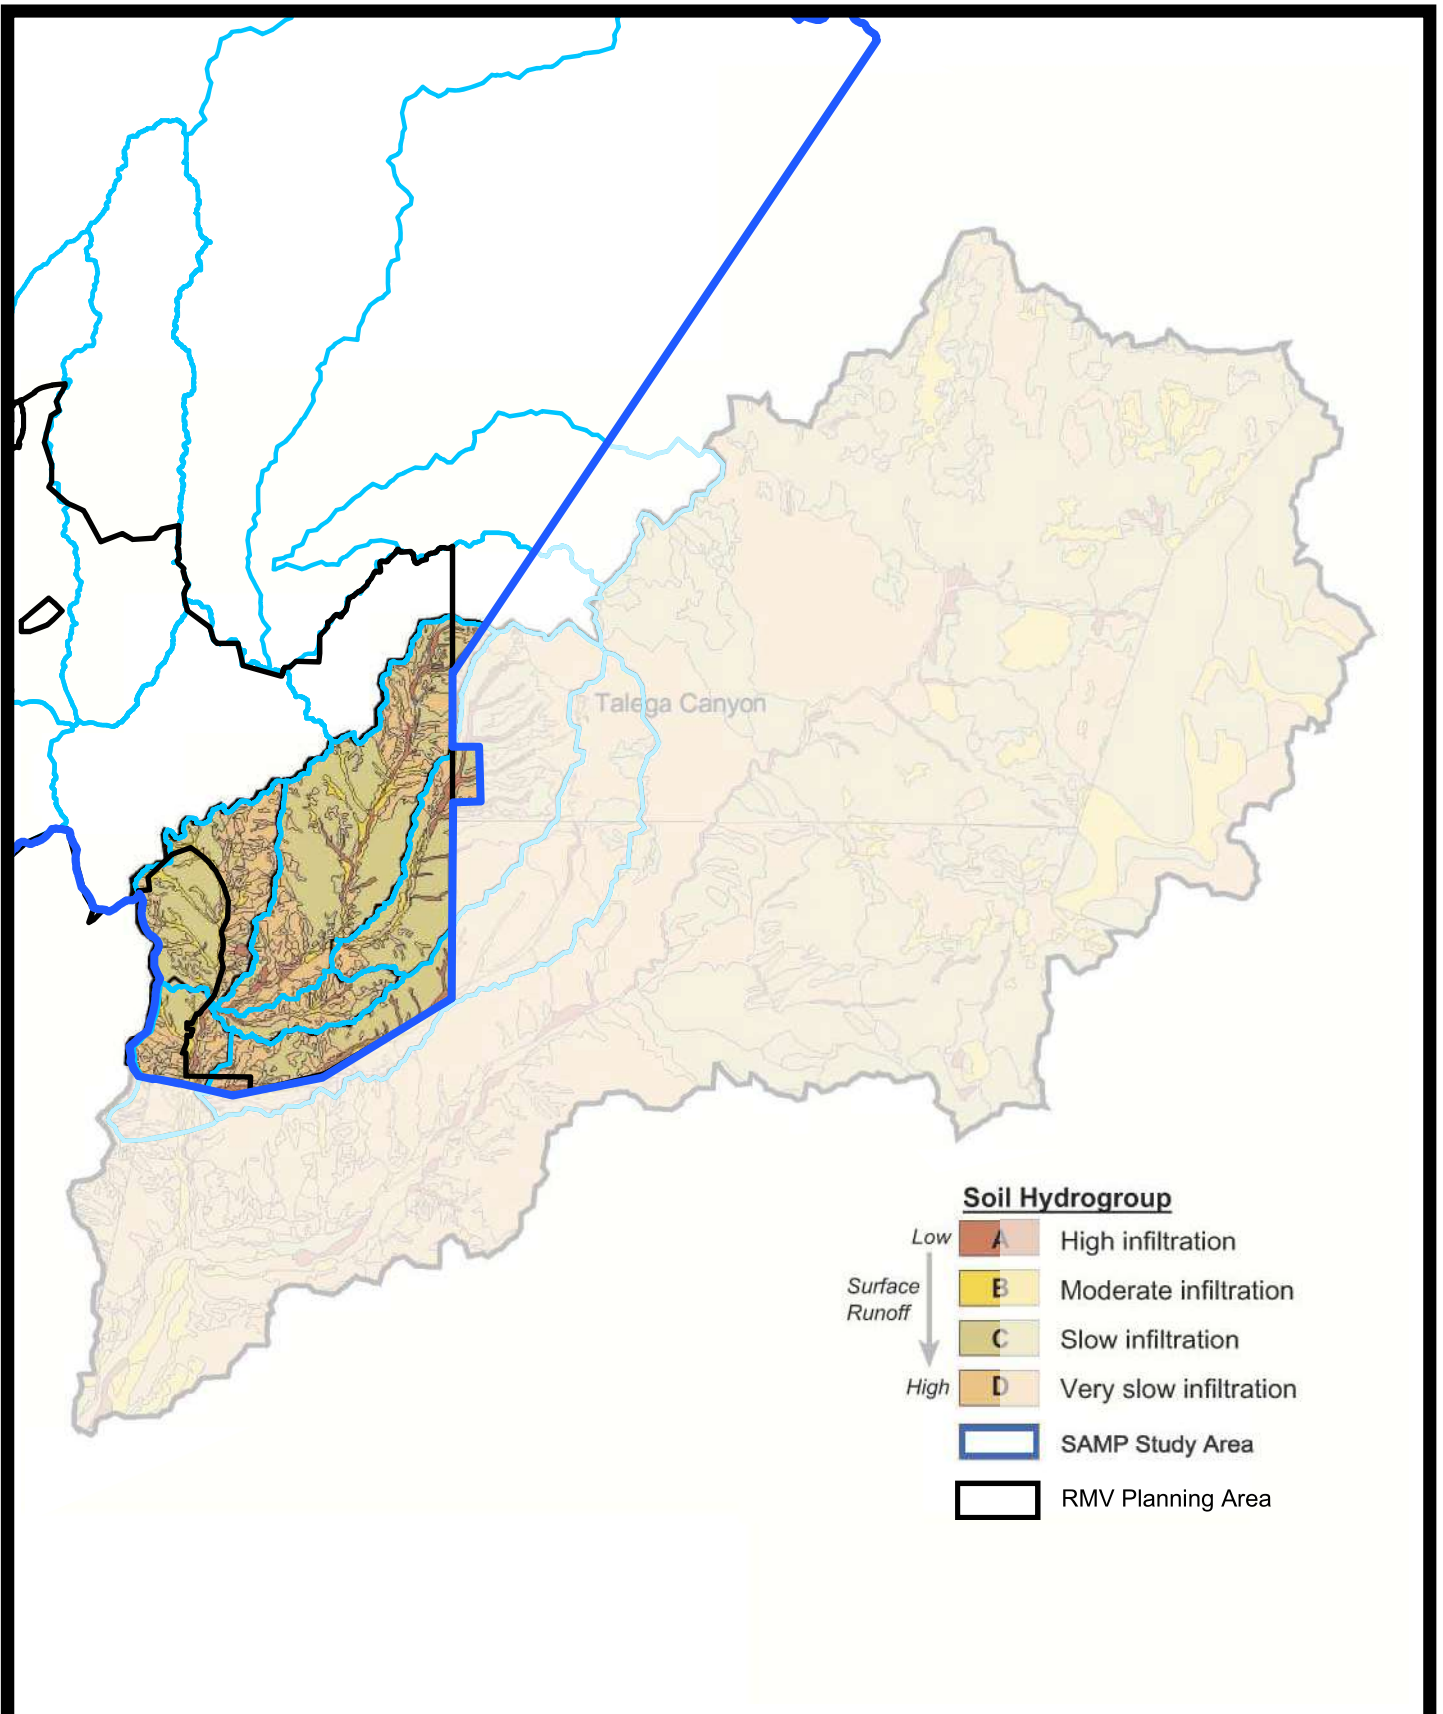 Talega Canyon
Soil Hydrogroup
Low
A
High infiltration
Surface
Runoff
B
Moderate infiltration
C
Slow infiltration
High
D
Very slow infiltration
SAMP Study Area
RMV Planning Area